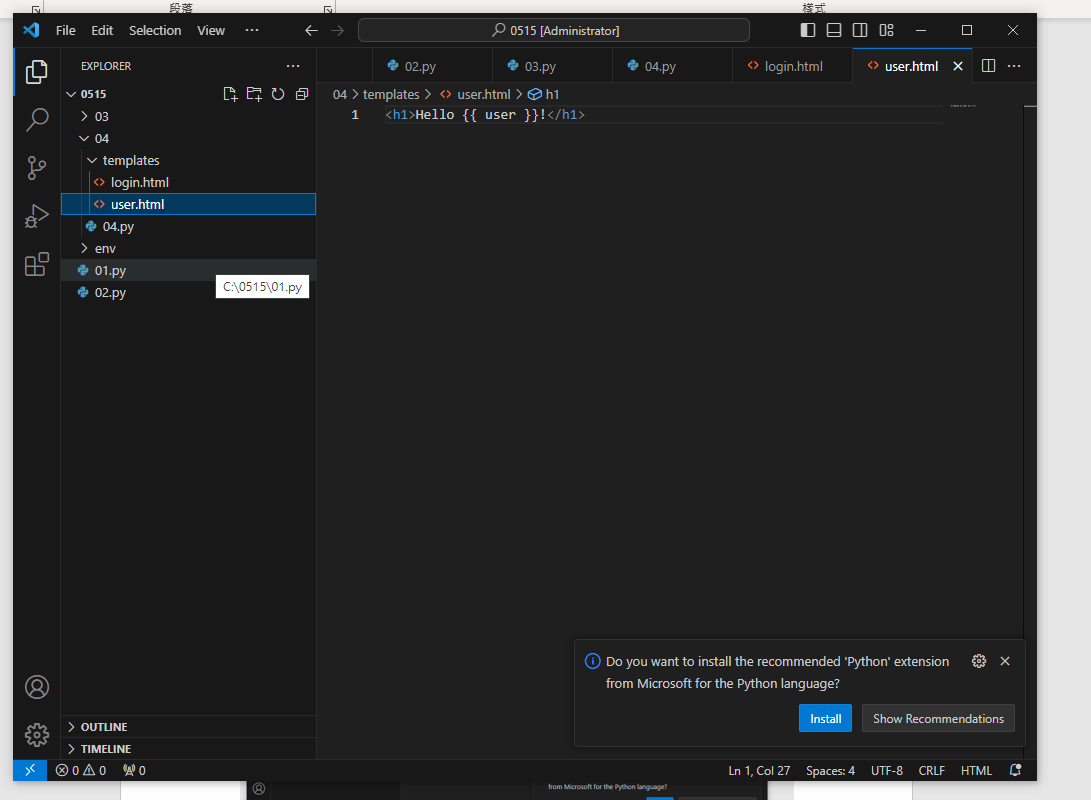 段落
樣式
File Edit Selection View ··· 0515 [Administrator]
EXPLORER ···
02.py 03.py 04.py login.html user.html ···
0515
04 > templates > user.html > h1
1 <h1>Hello {{ user }}!</h1>
03
04
templates
login.html
user.html
04.py
env
01.py
C:\0515\01.py
02.py
Do you want to install the recommended 'Python' extension
from Microsoft for the Python language?
Install Show Recommendations
OUTLINE
TIMELINE
0 0 0 Ln 1, Col 27 Spaces: 4 UTF-8 CRLF HTML
from Microsoft for the Python language?